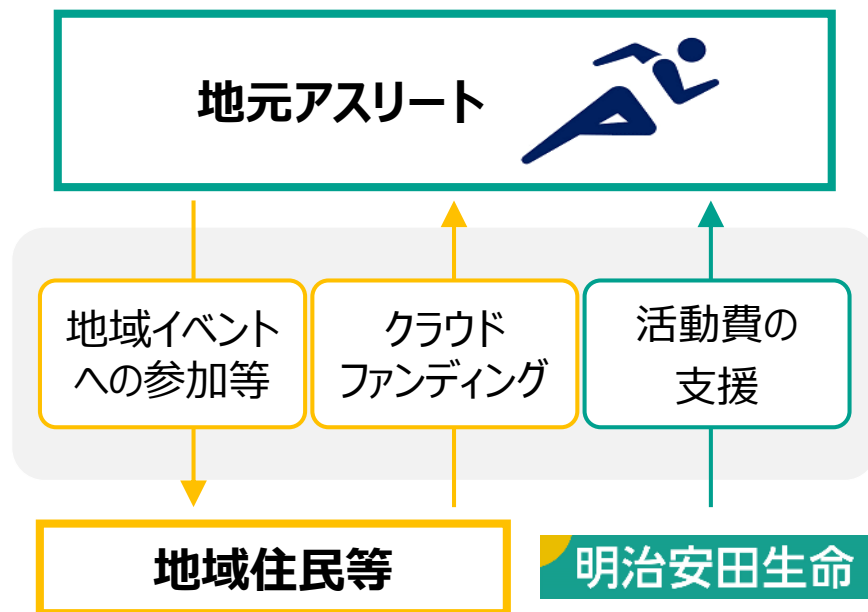 地元アスリート
地域イベント
への参加等
クラウド
ファンディング
活動費の
支援
地域住民等
明治安田生命